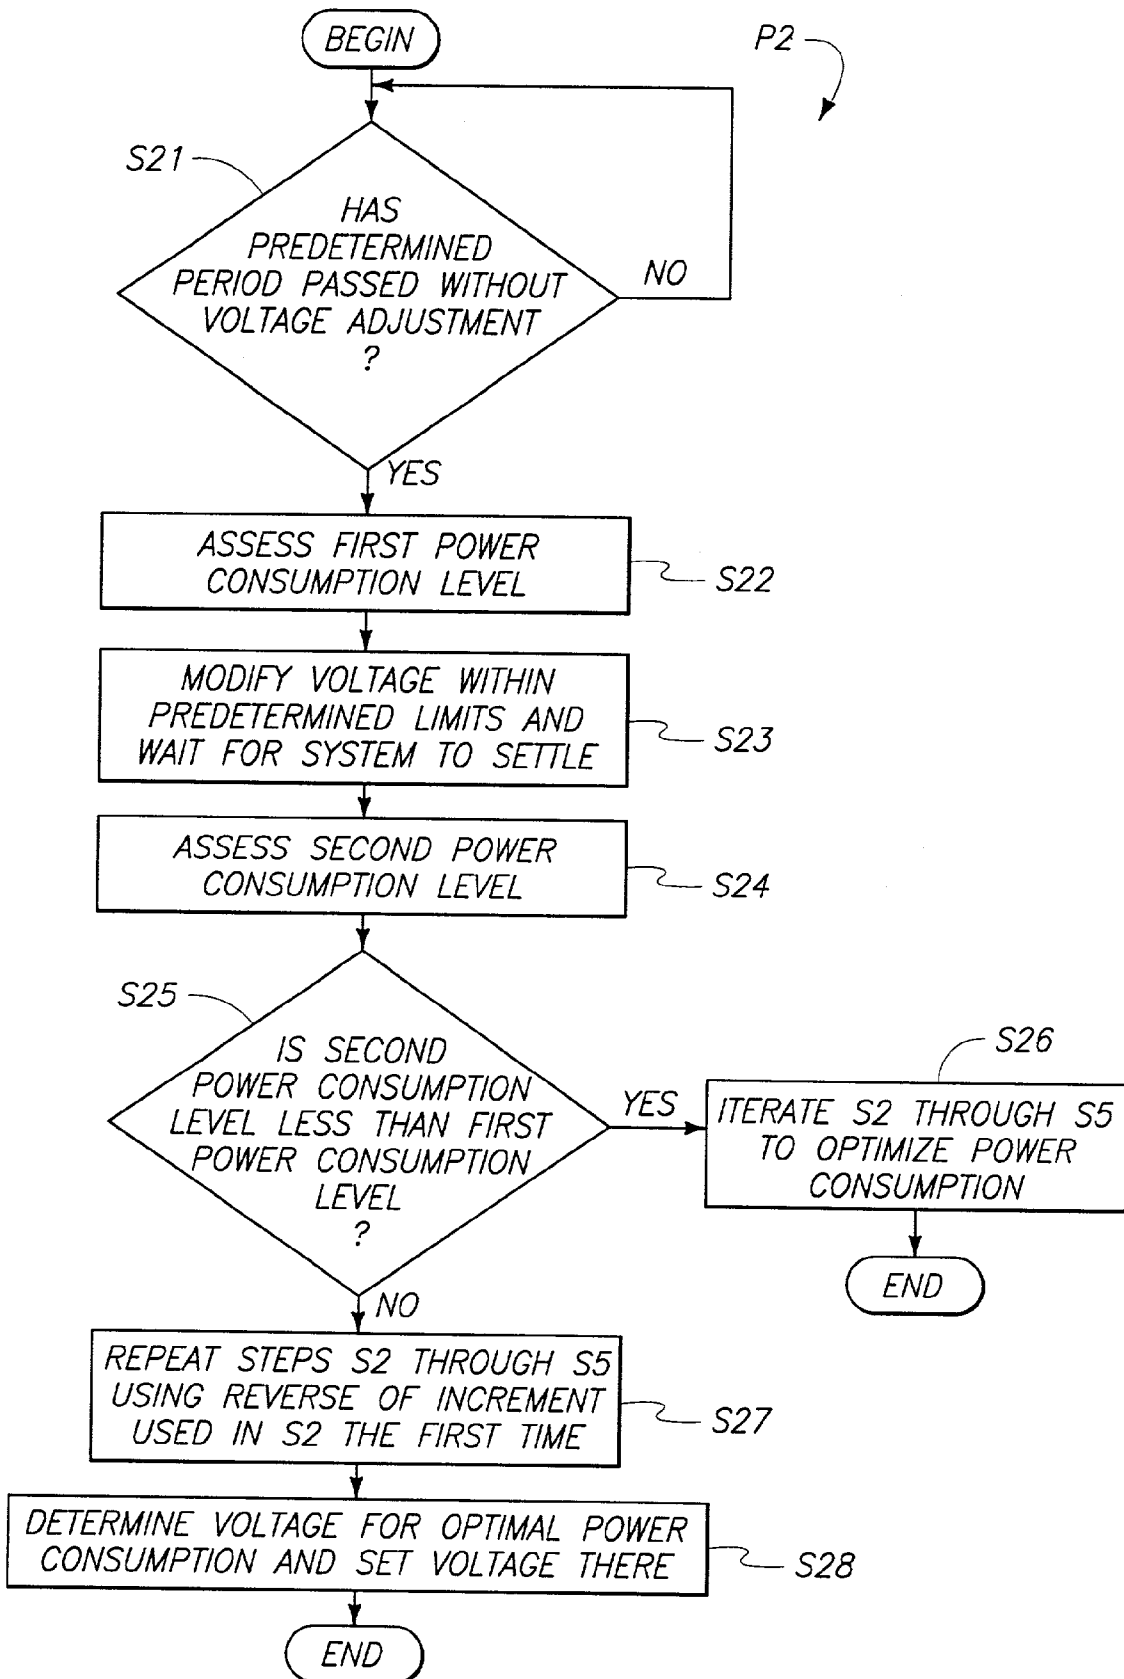 BEGIN
P2
S21
HAS
PREDETERMINED
PERIOD PASSED WITHOUT
VOLTAGE ADJUSTMENT
?
NO
YES
ASSESS FIRST POWER
CONSUMPTION LEVEL
S22
MODIFY VOLTAGE WITHIN
PREDETERMINED LIMITS AND
WAIT FOR SYSTEM TO SETTLE
S23
ASSESS SECOND POWER
CONSUMPTION LEVEL
S24
S25
IS SECOND
POWER CONSUMPTION
LEVEL LESS THAN FIRST
POWER CONSUMPTION
LEVEL
?
YES
S26
ITERATE S2 THROUGH S5
TO OPTIMIZE POWER
CONSUMPTION
END
NO
REPEAT STEPS S2 THROUGH S5
USING REVERSE OF INCREMENT
USED IN S2 THE FIRST TIME
S27
DETERMINE VOLTAGE FOR OPTIMAL POWER
CONSUMPTION AND SET VOLTAGE THERE
S28
END